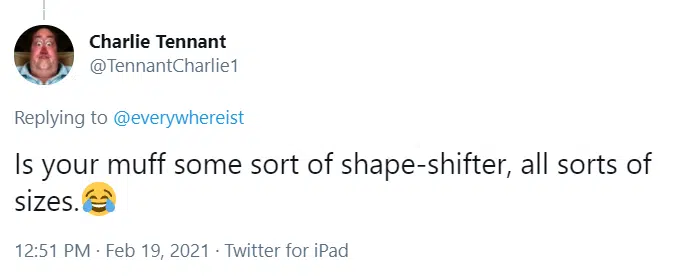 Charlie Tennant
@TennantCharlie1
Replying to @everywhereist
Is your muff some sort of shape-shifter, all sorts of
sizes.😂
12:51 PM · Feb 19, 2021 · Twitter for iPad